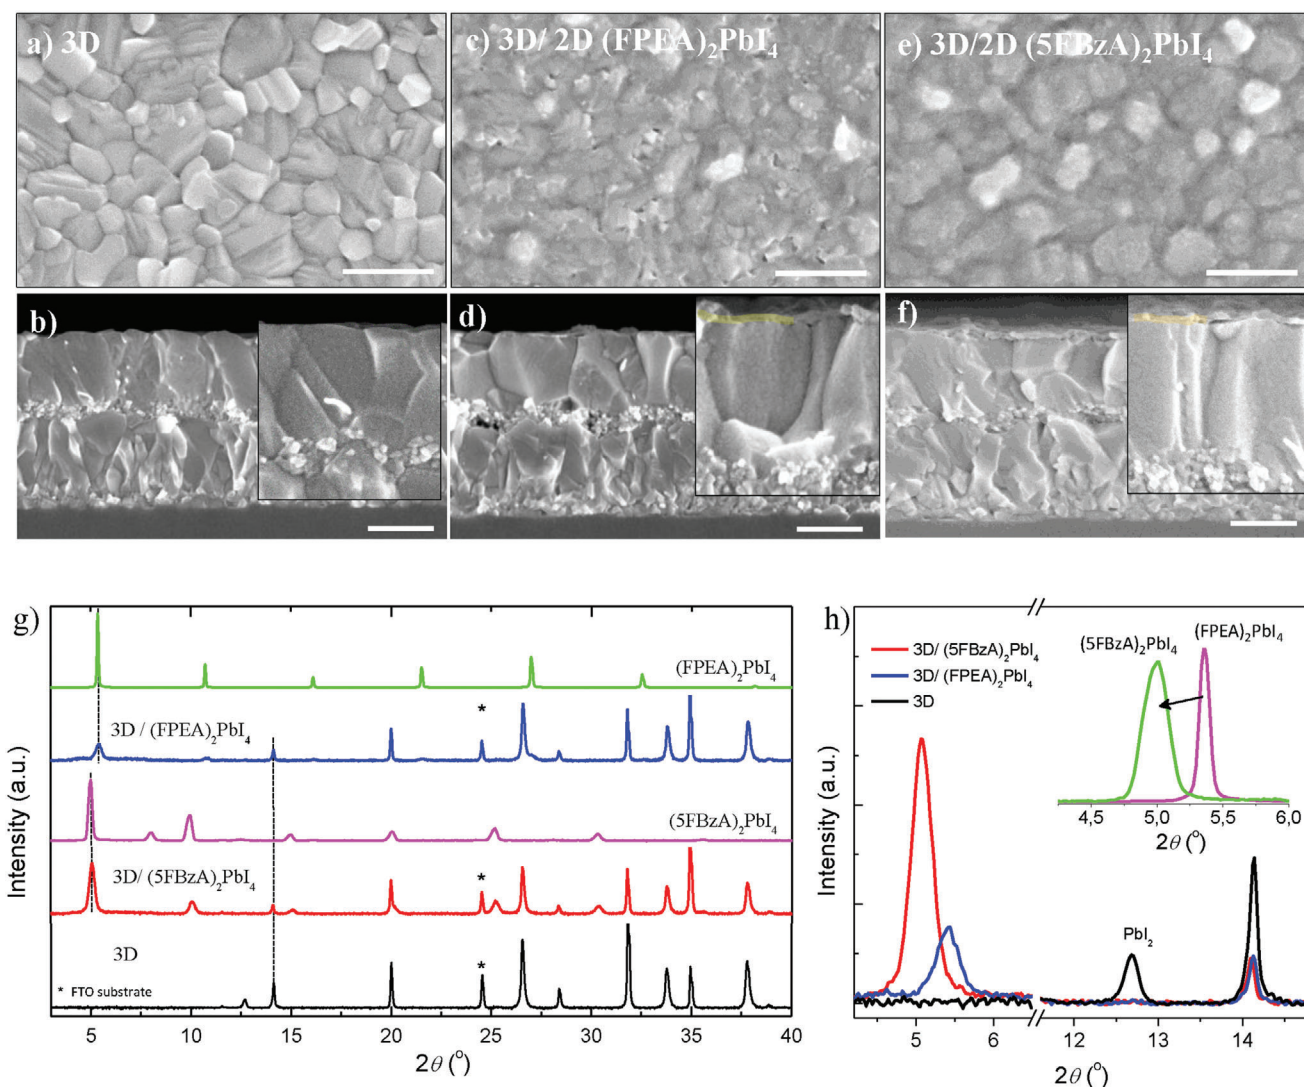 a) 3D
c) 3D/ 2D (FPEA)₂PbI₄
e) 3D/2D (5FBzA)₂PbI₄
b)
d)
f)
g)
(FPEA)₂PbI₄
*
3D / (FPEA)₂PbI₄
(5FBzA)₂PbI₄
3D/ (5FBzA)₂PbI₄
*
3D
*
* FTO substrate
Intensity (a.u.)
5 10 15 20 25 30 35 40
2θ (°)
h)
3D/ (5FBzA)₂PbI₄
3D/ (FPEA)₂PbI₄
3D
(5FBzA)₂PbI₄
(FPEA)₂PbI₄
4,5 5,0 5,6 6,0
2θ (°)
PbI₂
Intensity (a.u.)
5 6 12 13 14
2θ (°)